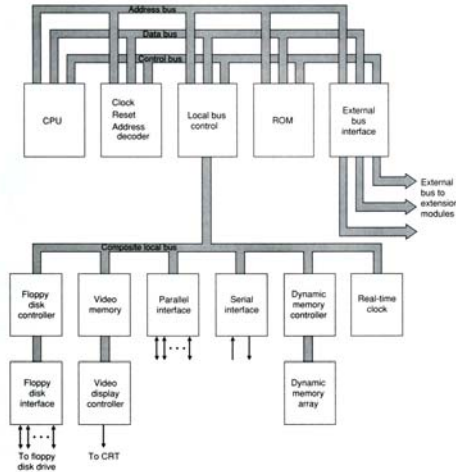 Address bus
Data bus
Control bus
CPU
Clock
Reset
Address
decoder
Local bus
control
ROM
External
bus
interface
External
bus to
extension
modules
Composite local bus
Floppy
disk
controller
Video
memory
Parallel
interface
Serial
interface
Dynamic
memory
controller
Real-time
clock
Floppy
disk
interface
Video
display
controller
Dynamic
memory
array
To floppy
disk drive
To CRT